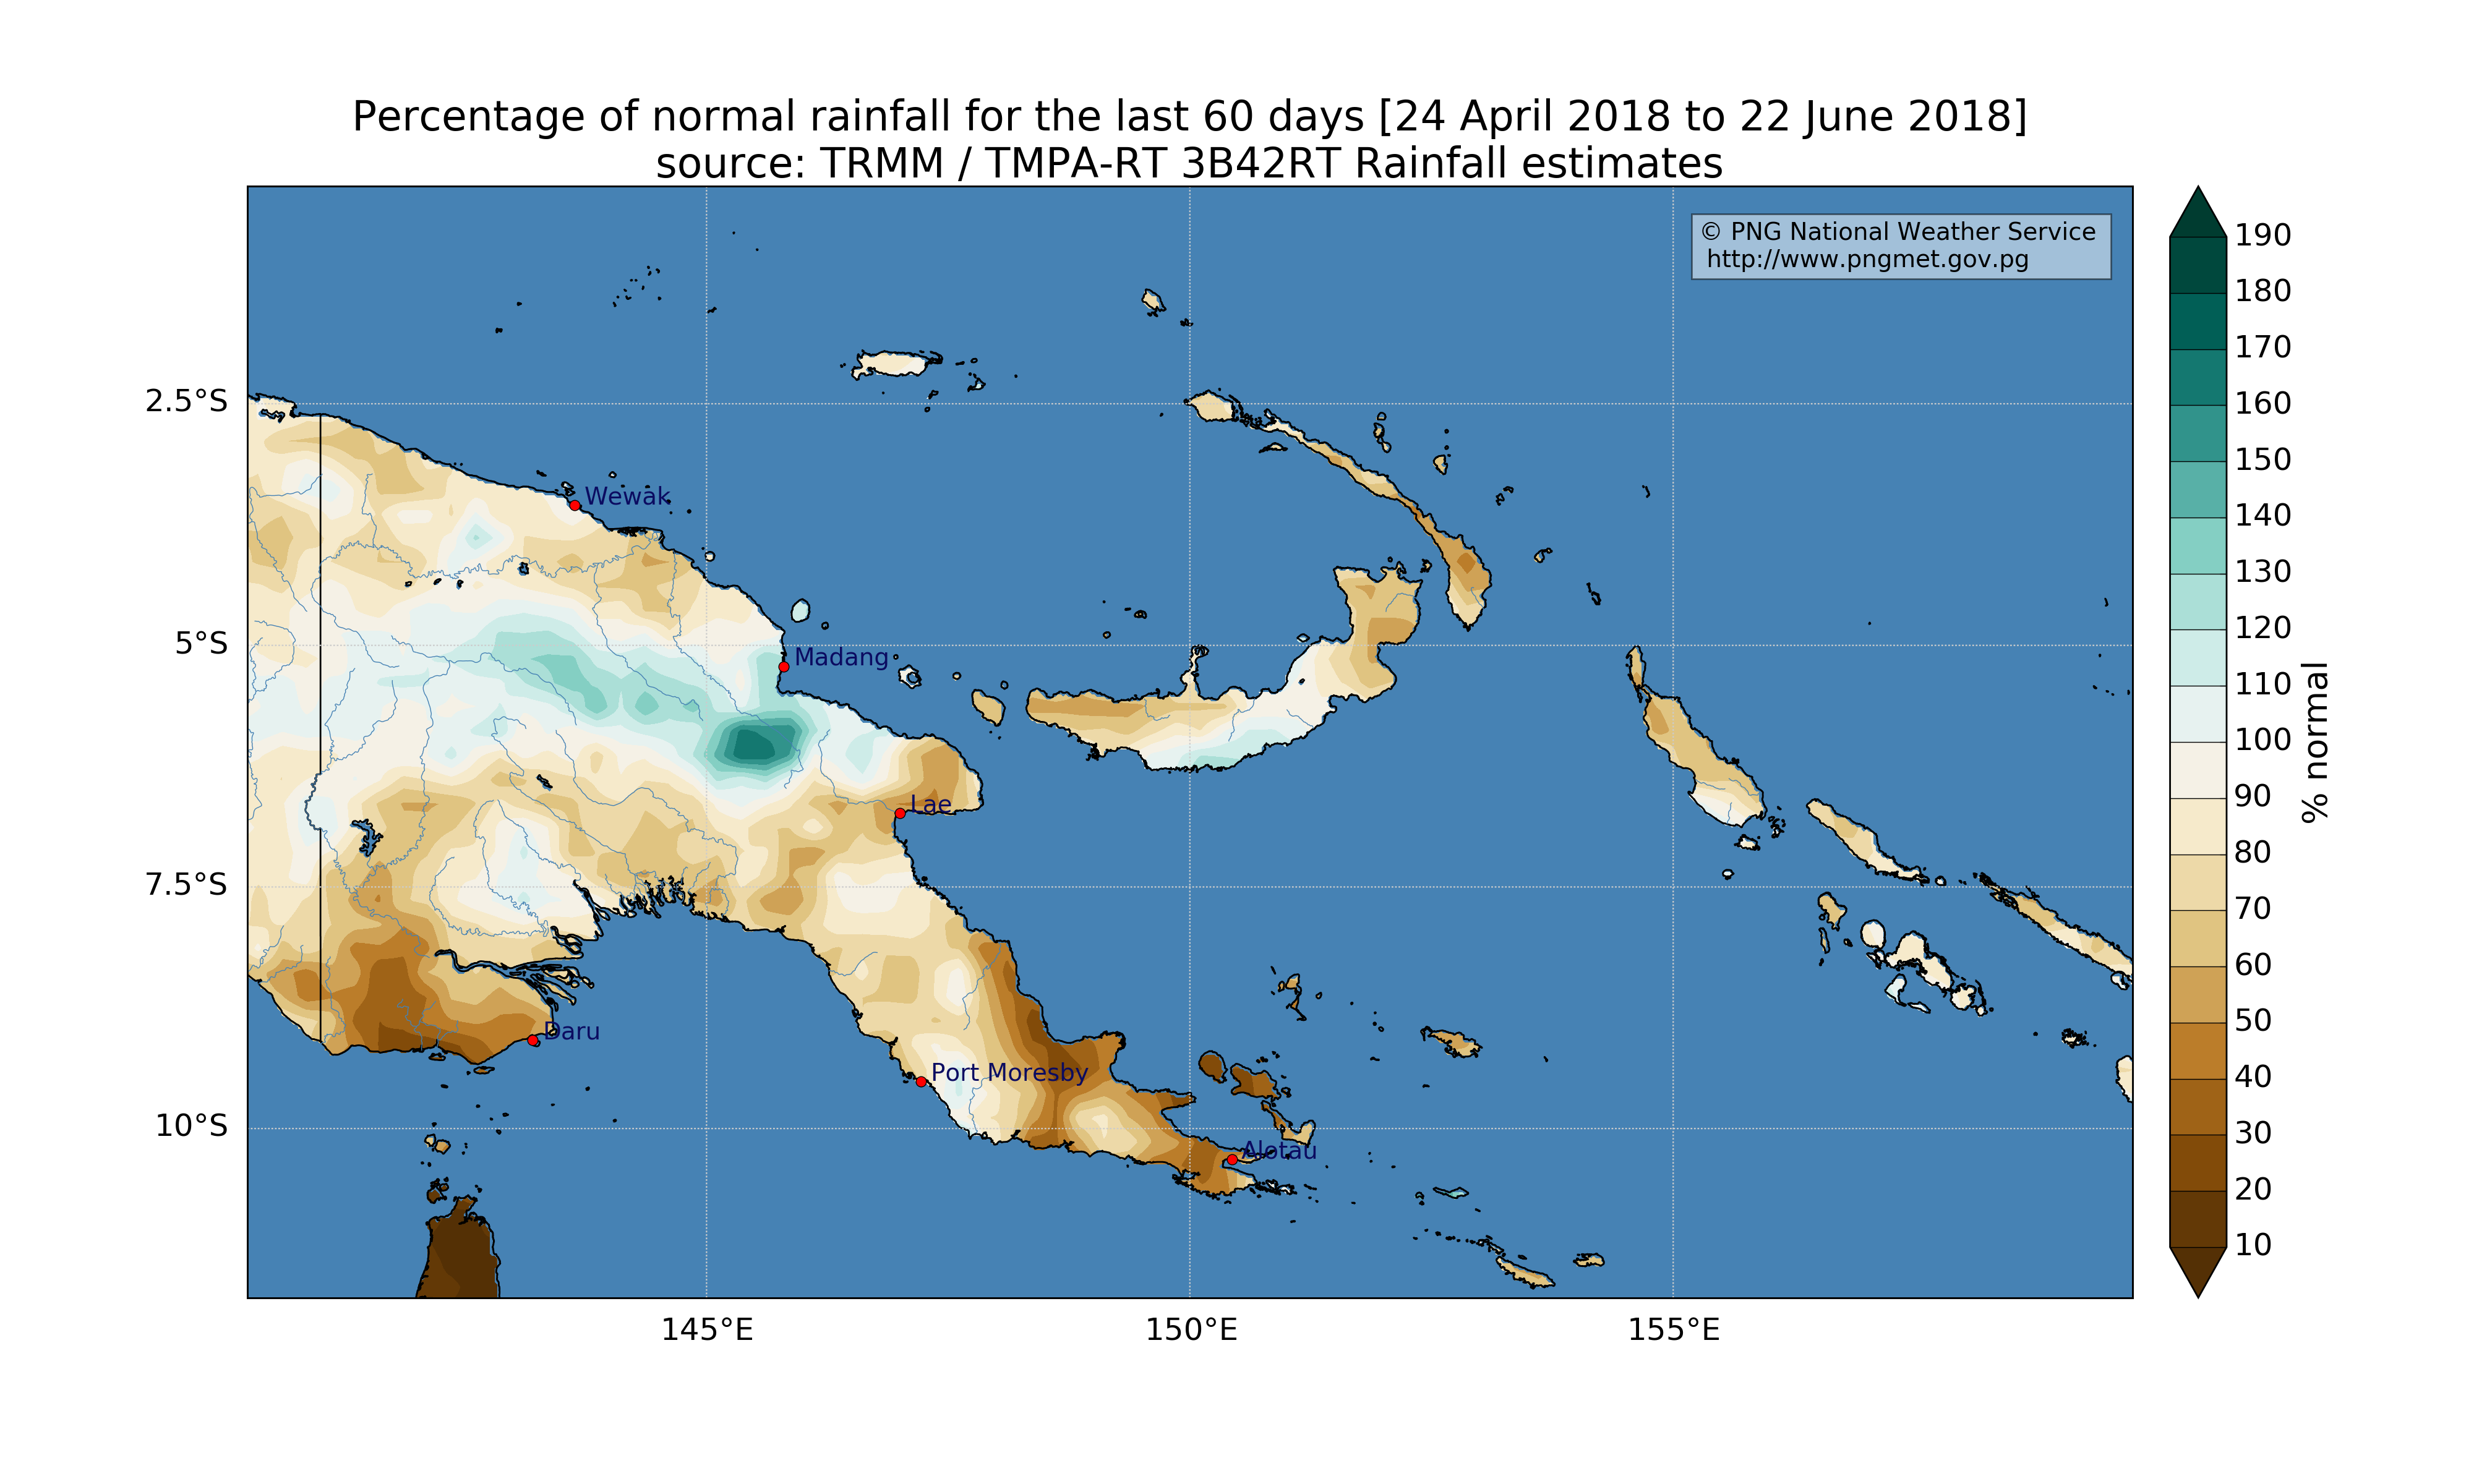 Percentage of normal rainfall for the last 60 days [24 April 2018 to 22 June 2018]
source: TRMM / TMPA-RT 3B42RT Rainfall estimates
© PNG National Weather Service
http://www.pngmet.gov.pg
2.5°S
5°S
7.5°S
10°S
Wewak
Madang
Lae
Daru
Port Moresby
Alotau
145°E
150°E
155°E
190
180
170
160
150
140
130
120
110
100
90
80
70
60
50
40
30
20
10
% normal